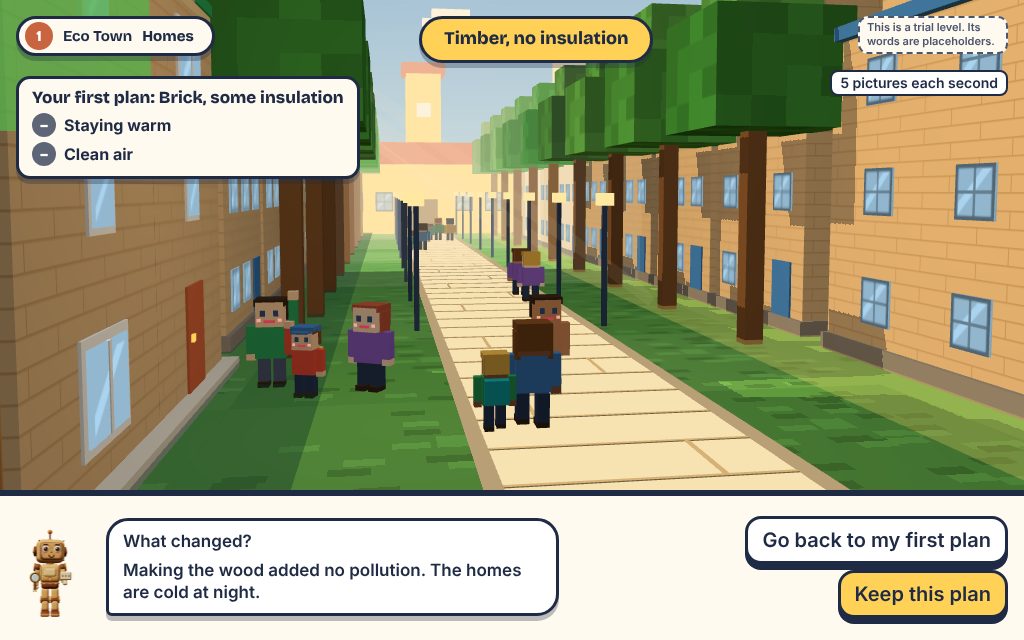 1 Eco Town Homes
Timber, no insulation
This is a trial level. Its
words are placeholders.
5 pictures each second
Your first plan: Brick, some insulation
– Staying warm
– Clean air
What changed?
Making the wood added no pollution. The homes
are cold at night.
Go back to my first plan
Keep this plan